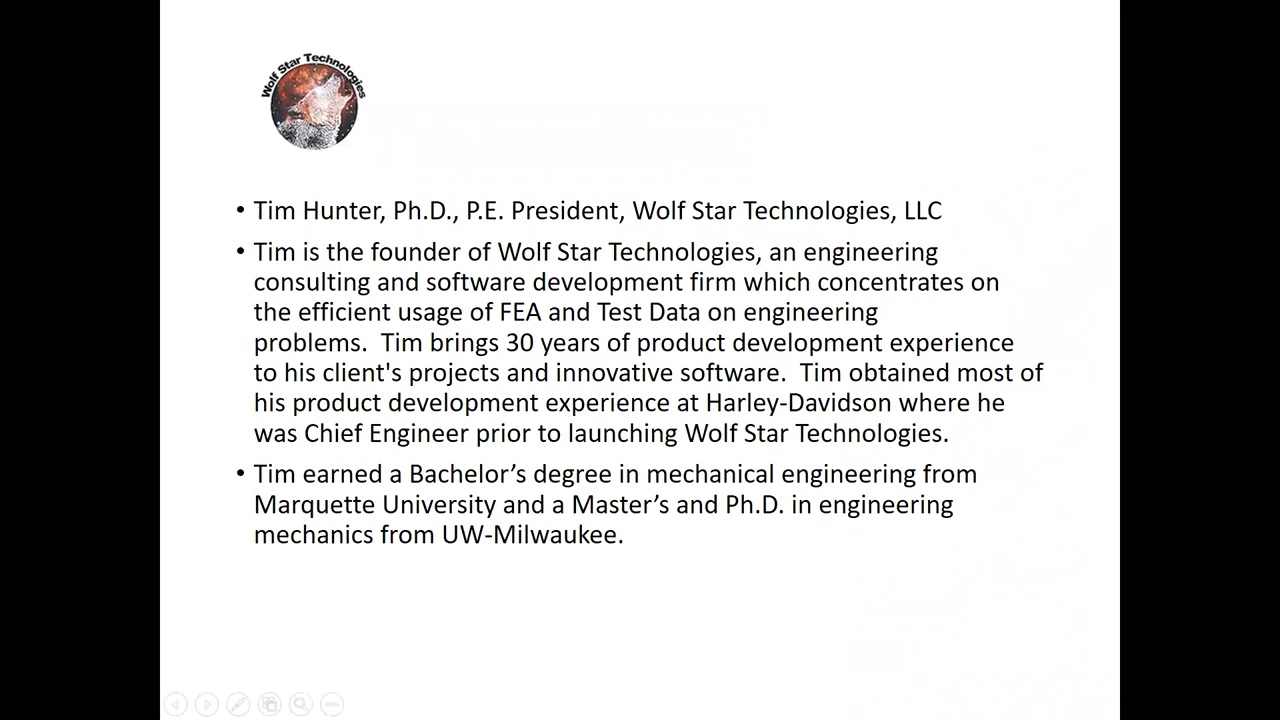 Wolf Star Technologies
• Tim Hunter, Ph.D., P.E. President, Wolf Star Technologies, LLC
• Tim is the founder of Wolf Star Technologies, an engineering
consulting and software development firm which concentrates on
the efficient usage of FEA and Test Data on engineering
problems.  Tim brings 30 years of product development experience
to his client's projects and innovative software.  Tim obtained most of
his product development experience at Harley-Davidson where he
was Chief Engineer prior to launching Wolf Star Technologies.
• Tim earned a Bachelor’s degree in mechanical engineering from
Marquette University and a Master’s and Ph.D. in engineering
mechanics from UW-Milwaukee.